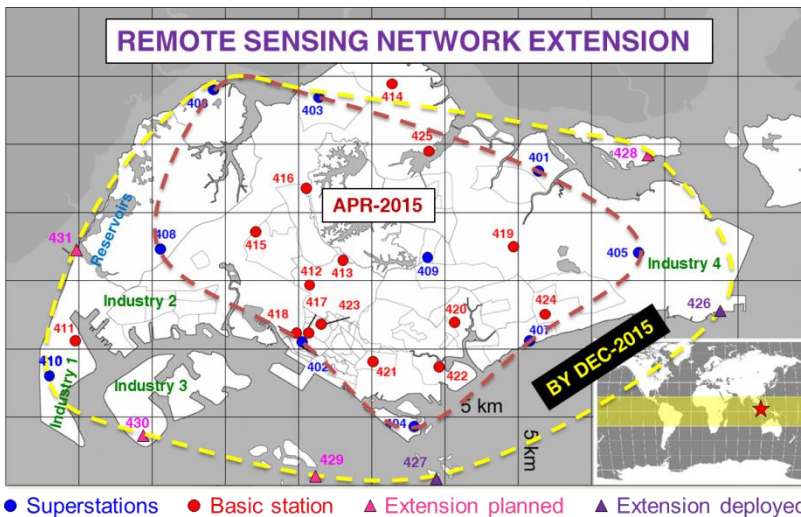 REMOTE SENSING NETWORK EXTENSION
414
406
403
425
401
428
416
APR-2015
Reservoirs
431
408
415
419
409
405
Industry 4
412
413
Industry 2
417
423
418
420
424
426
411
407
402
410
Industry 1
Industry 3
421
422
BY DEC-2015
404
5 km
5 km
430
429
427
Superstations
Basic station
Extension planned
Extension deployed